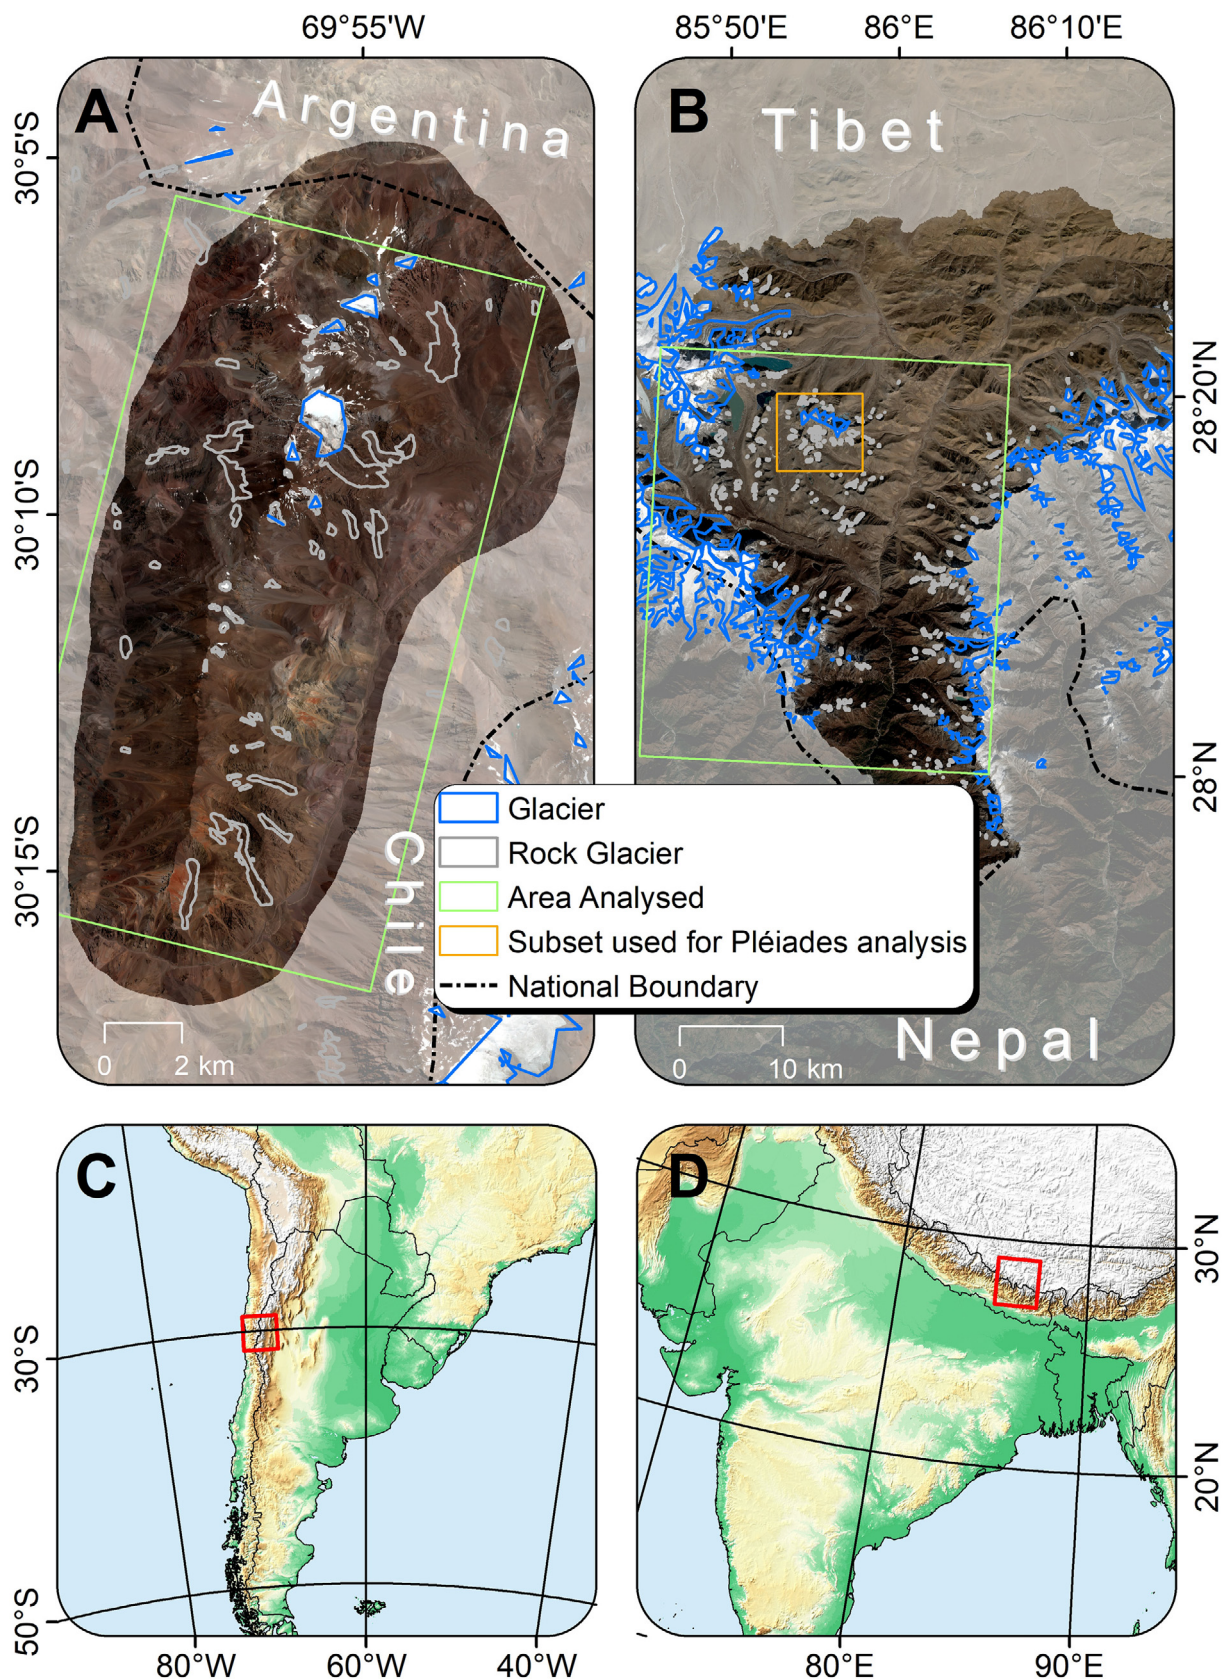 69°55'W
85°50'E 86°E 86°10'E
A
Argentina
B
Tibet
30°5'S
30°10'S
30°15'S
28°20'N
28°N
Chile
Glacier
Rock Glacier
Area Analysed
Subset used for Pléiades analysis
National Boundary
0 2 km
0 10 km
Nepal
C
D
30°S
50°S
30°N
20°N
80°W 60°W 40°W
80°E 90°E